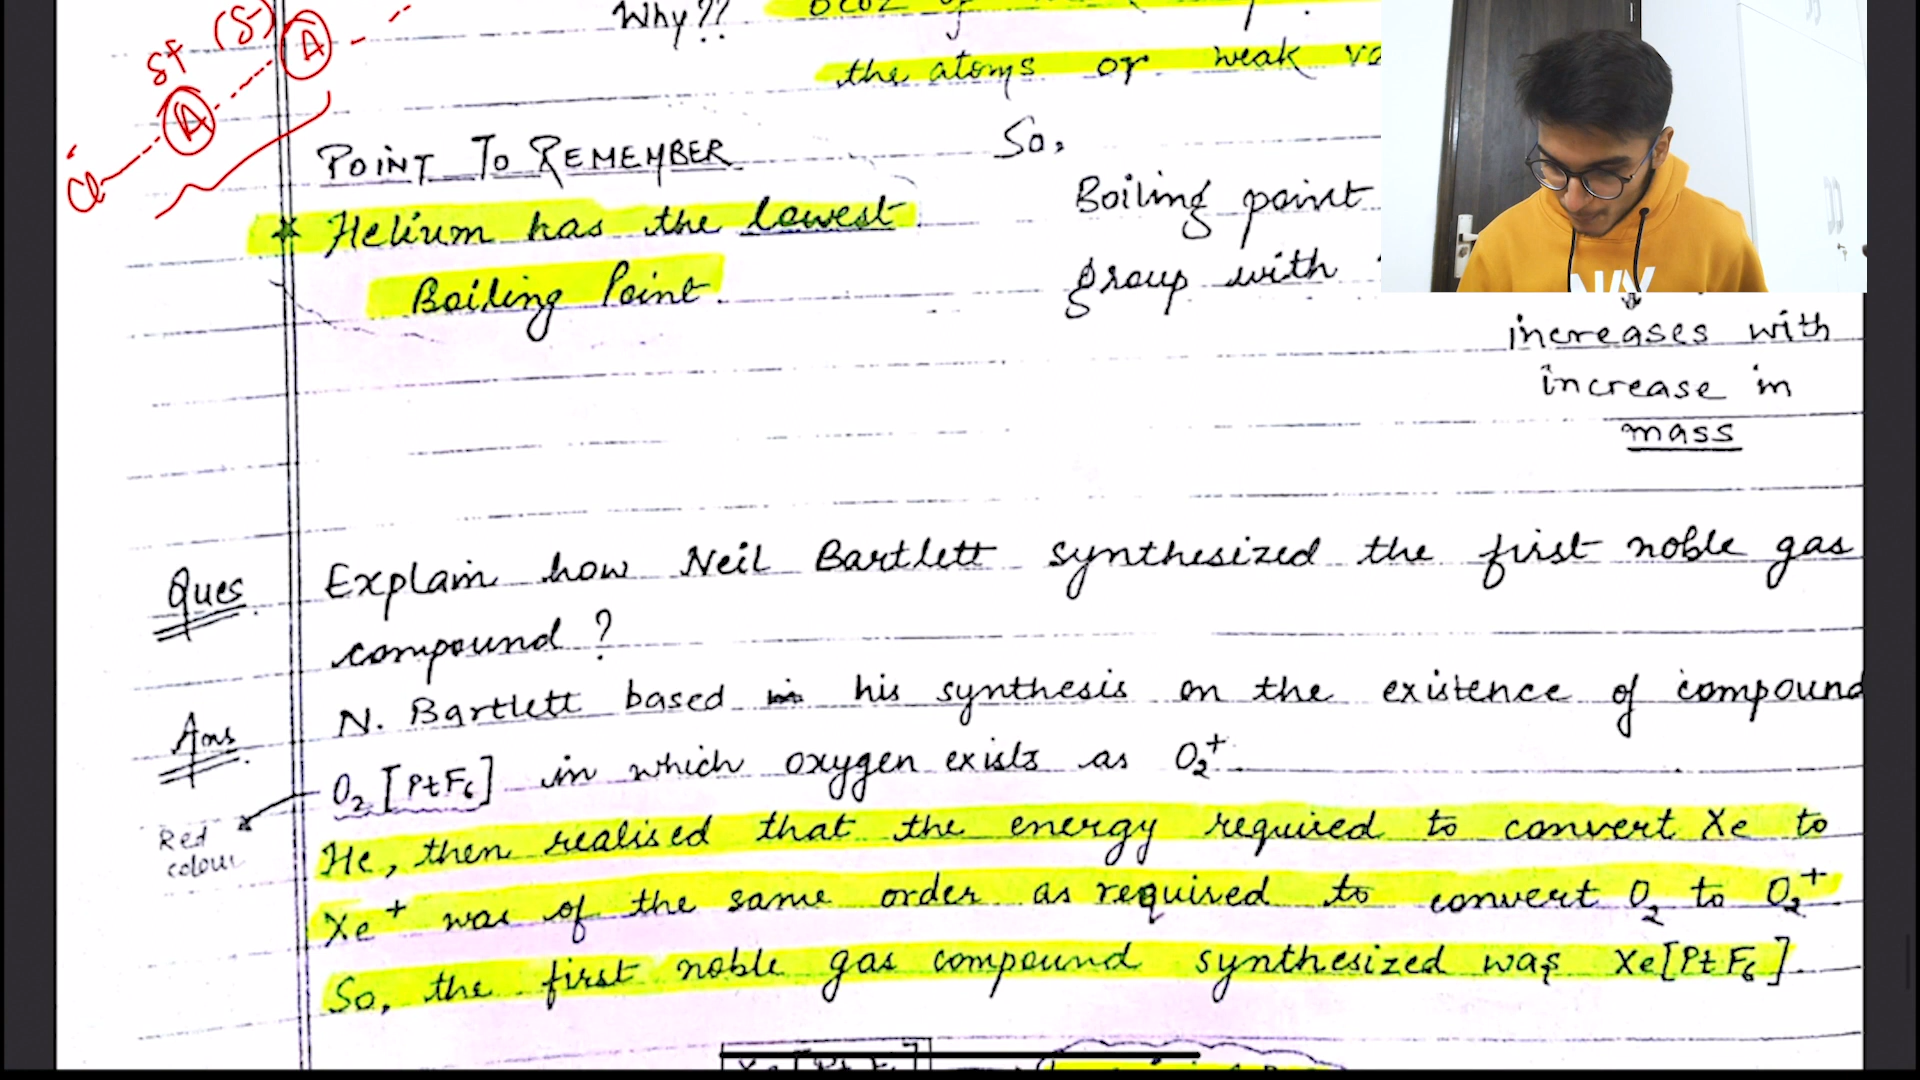 Why??
the atoms or weak
δ+ (δ-) A
A
Cl
POINT TO REMEMBER
So,
* Helium has the lowest
Boiling Point.
Boiling point
group with
increases with
increase in
mass
Ques. Explain how Neil Bartlett synthesized the first noble gas
compound?
Ans N. Bartlett based his synthesis on the existence of compound
O₂[PtF₆] in which oxygen exists as O₂⁺.
Red
colour
He, then realised that the energy required to convert Xe to
Xe⁺ was of the same order as required to convert O₂ to O₂⁺
So, the first noble gas compound synthesized was Xe[PtF₆].